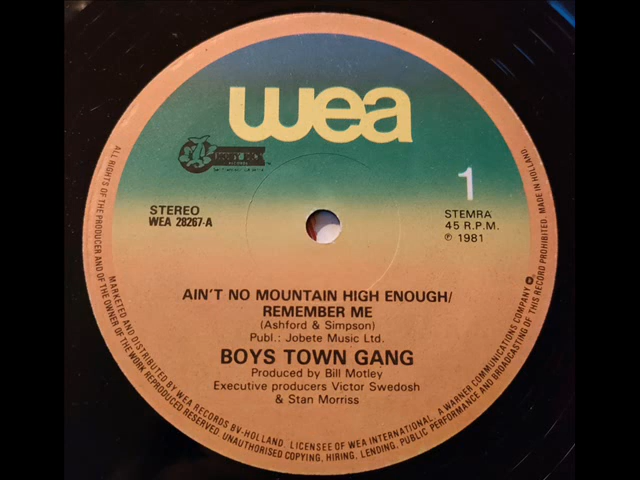 wea
MOBY DICK
RECORDS
1
STEREO
WEA 28267-A
STEMRA
45 R.P.M.
℗ 1981
AIN'T NO MOUNTAIN HIGH ENOUGH/
REMEMBER ME
(Ashford & Simpson)
Publ.: Jobete Music Ltd.
BOYS TOWN GANG
Produced by Bill Motley
Executive producers Victor Swedosh
& Stan Morriss
MARKETED AND DISTRIBUTED BY WEA RECORDS BV-HOLLAND. LICENSEE OF WEA INTERNATIONAL. A WARNER COMMUNICATIONS COMPANY
ALL RIGHTS OF THE PRODUCER AND OF THE OWNER OF THE WORK REPRODUCED RESERVED. UNAUTHORISED COPYING, HIRING, LENDING, PUBLIC PERFORMANCE AND BROADCASTING OF THIS RECORD PROHIBITED. MADE IN HOLLAND.